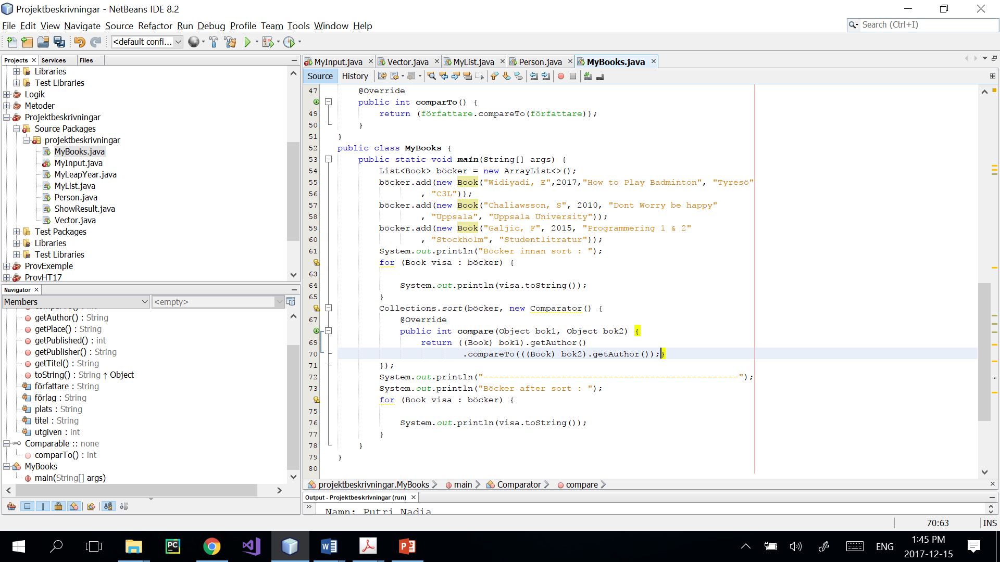 Projektbeskrivningar - NetBeans IDE 8.2
File Edit View Navigate Source Refactor Run Debug Profile Team Tools Window Help
Search (Ctrl+I)
<default confi...
Projects Services Files
Libraries
Test Libraries
Logik
Metoder
Projektbeskrivningar
Source Packages
projektbeskrivningar
MyBooks.java
MyInput.java
MyLeapYear.java
MyList.java
Person.java
ShowResult.java
Vector.java
Test Packages
Libraries
Test Libraries
ProvExemple
ProvHT17
Navigator
Members <empty>
comparTo() : int
getAuthor() : String
getPlace() : String
getPublished() : int
getPublisher() : String
getTitel() : String
toString() : String ↑ Object
författare : String
förlag : String
plats : String
titel : String
utgiven : int
Comparable :: none
comparTo() : int
MyBooks
main(String[] args)
MyInput.java Vector.java MyList.java Person.java MyBooks.java
Source History
47 @Override
public int comparTo() {
49 return (författare.compareTo(författare));
50 }
51 }
52 public class MyBooks {
53 public static void main(String[] args) {
54 List<Book> böcker = new ArrayList<>();
55 böcker.add(new Book("Widiyadi, E",2017,"How to Play Badminton", "Tyresö"
56 , "C3L"));
57 böcker.add(new Book("Chaliawsson, S", 2010, "Dont Worry be happy"
58 , "Uppsala", "Uppsala University"));
59 böcker.add(new Book("Galjic, F", 2015, "Programmering 1 & 2"
60 , "Stockholm", "Studentlitratur"));
61 System.out.println("Böcker innan sort : ");
for (Book visa : böcker) {
63
64 System.out.println(visa.toString());
65 }
Collections.sort(böcker, new Comparator() {
67 @Override
public int compare(Object bok1, Object bok2) {
69 return ((Book) bok1).getAuthor()
70 .compareTo(((Book) bok2).getAuthor());}
71 });
72 System.out.println("-------------------------------------------------");
73 System.out.println("Böcker after sort : ");
for (Book visa : böcker) {
75
76 System.out.println(visa.toString());
77 }
78 }
79 }
80
projektbeskrivningar.MyBooks main Comparator compare
Output - Projektbeskrivningar (run)
Namn: Putri Nadia
70:63 INS
ENG
1:45 PM
2017-12-15